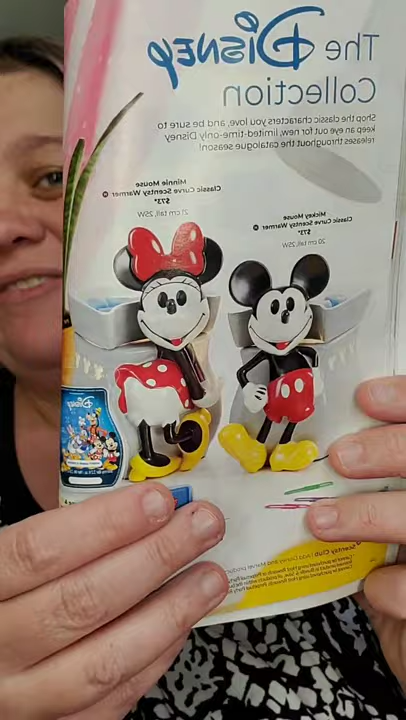 The Disney
Collection
Shop the classic characters you love, and be sure to
keep an eye out for new, limited-time-only Disney
releases throughout the catalogue season!
Minnie Mouse
Classic Curve Scentsy Warmer
$73
21 cm tall, 25W
Mickey Mouse
Classic Curve Scentsy Warmer
$73
20 cm tall, 25W
Disney
Scentsy Club